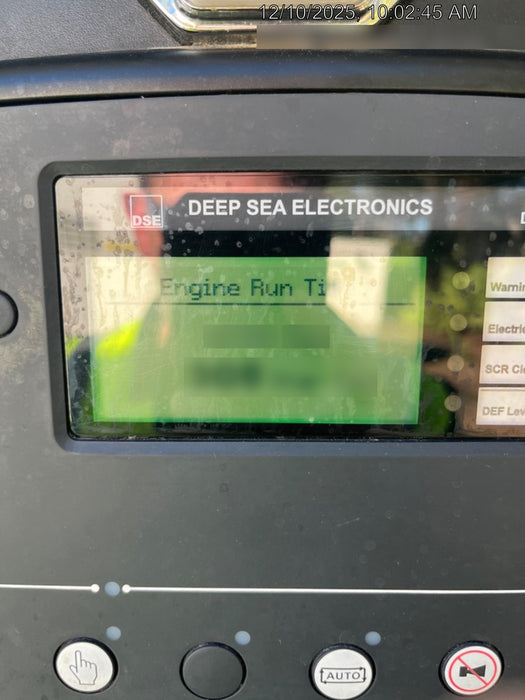 12/10/2025, 10:02:45 AM
DSE
DEEP SEA ELECTRONICS
D
Engine Run Ti
Warnin
Electric
SCR Cle
DEF Lev
AUTO